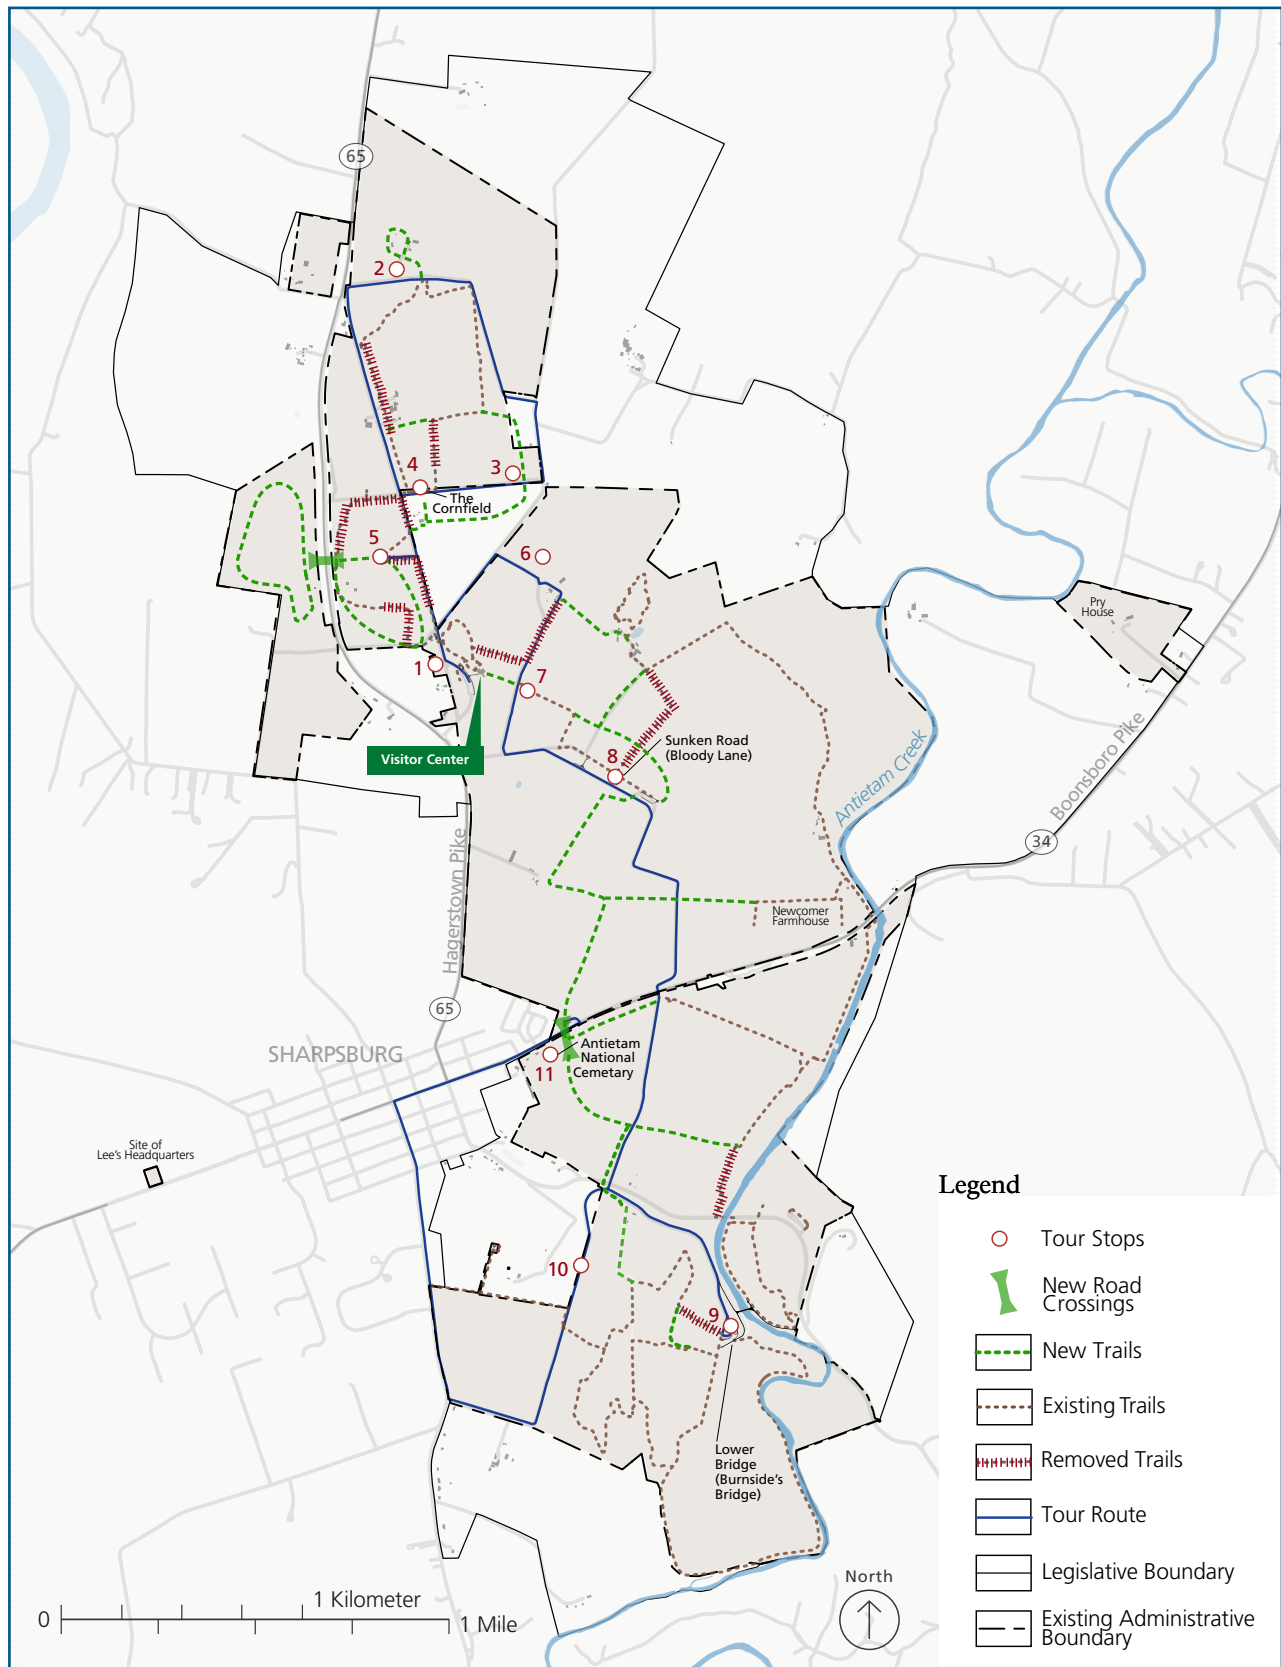 65
2
4
3
The
Cornfield
5
6
Pry
House
1
7
Visitor Center
8
Sunken Road
(Bloody Lane)
Antietam Creek
Boonsboro Pike
34
Hagerstown Pike
Newcomer
Farmhouse
65
SHARPSBURG
Antietam
National
Cemetary
11
Site of
Lee's Headquarters
10
9
Lower
Bridge
(Burnside's
Bridge)
Legend
Tour Stops
New Road
Crossings
New Trails
Existing Trails
Removed Trails
Tour Route
Legislative Boundary
Existing Administrative
Boundary
North
1 Kilometer
0
1 Mile